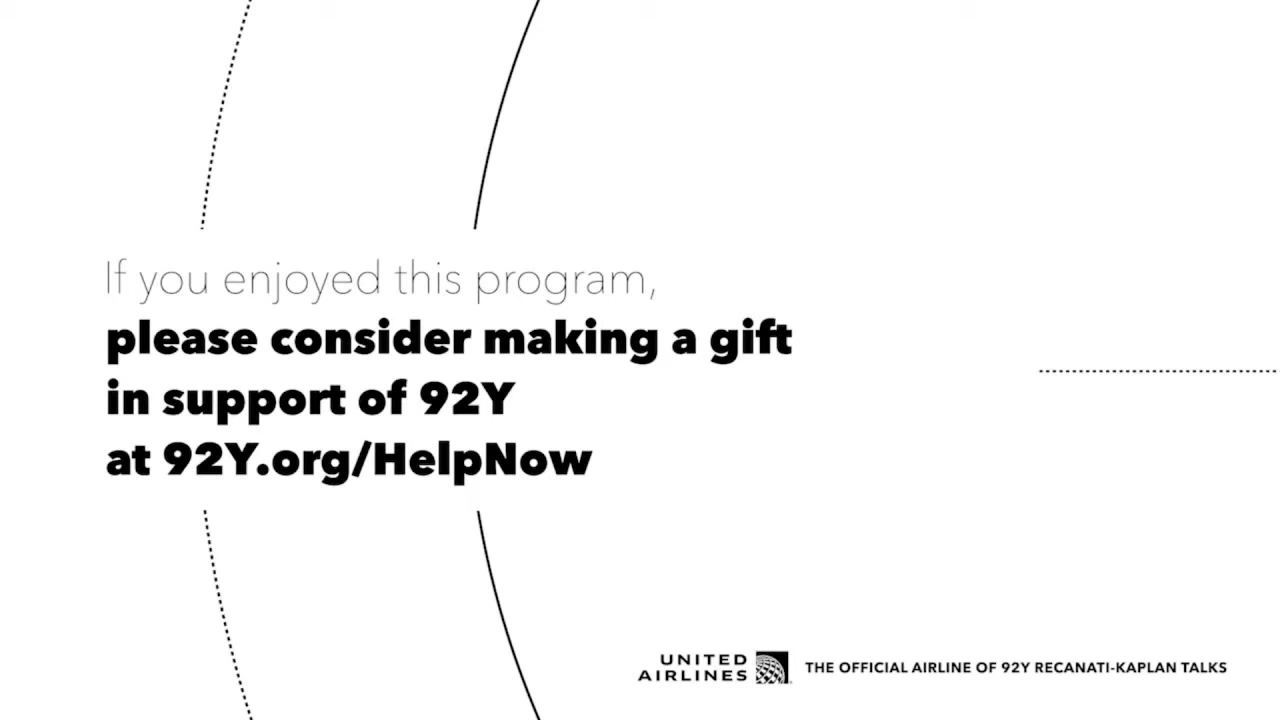 If you enjoyed this program,
please consider making a gift
in support of 92Y
at 92Y.org/HelpNow
UNITED
AIRLINES
THE OFFICIAL AIRLINE OF 92Y RECANATI-KAPLAN TALKS